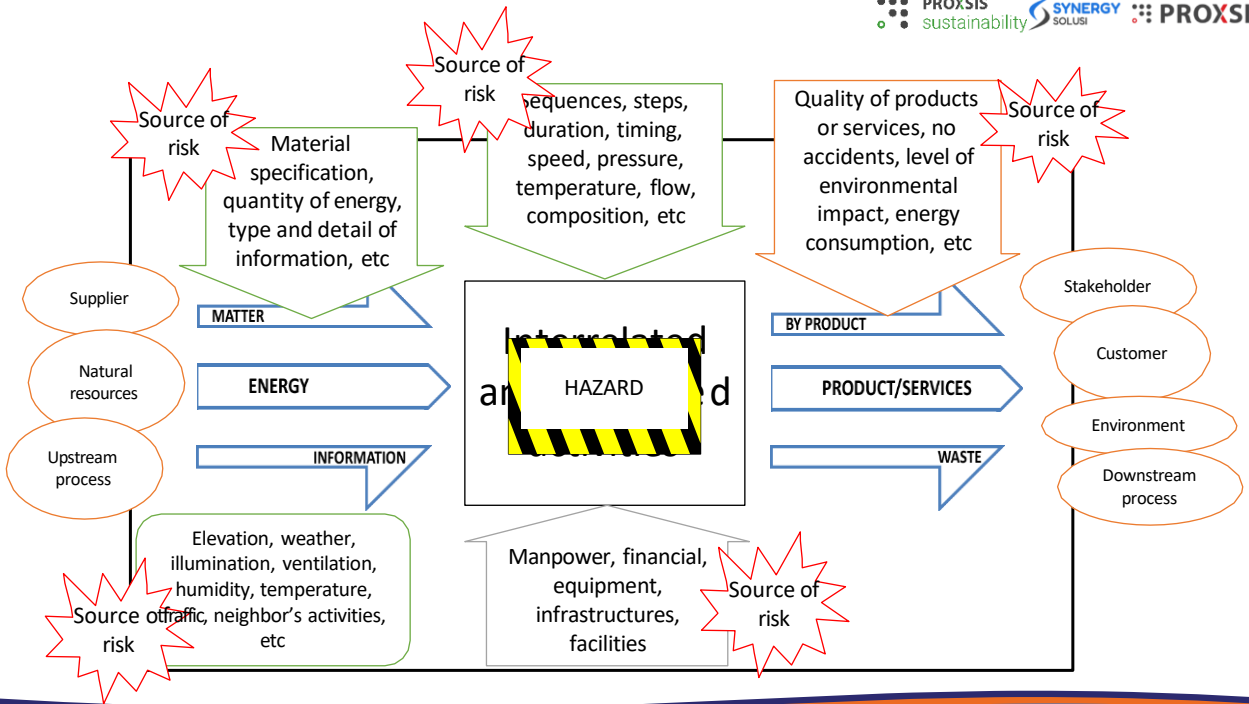 PROXSIS
sustainability
SYNERGY
SOLUSI
Source of
risk
Source of
risk
Source of
risk
Material
specification,
quantity of energy,
type and detail of
information, etc
duration, timing,
speed, pressure,
temperature, flow,
composition, etc
Quality of products
or services, no
accidents, level of
environmental
impact, energy
consumption, etc
Supplier
Natural
resources
Upstream
process
MATTER
ENERGY
INFORMATION
HAZARD
BY PRODUCT
PRODUCT/SERVICES
WASTE
Stakeholder
Customer
Environment
Downstream
process
Elevation, weather,
illumination, ventilation,
humidity, temperature,
traffic, neighbor's activities,
etc
Source of
risk
Manpower, financial,
equipment,
infrastructures,
facilities
Source of
risk